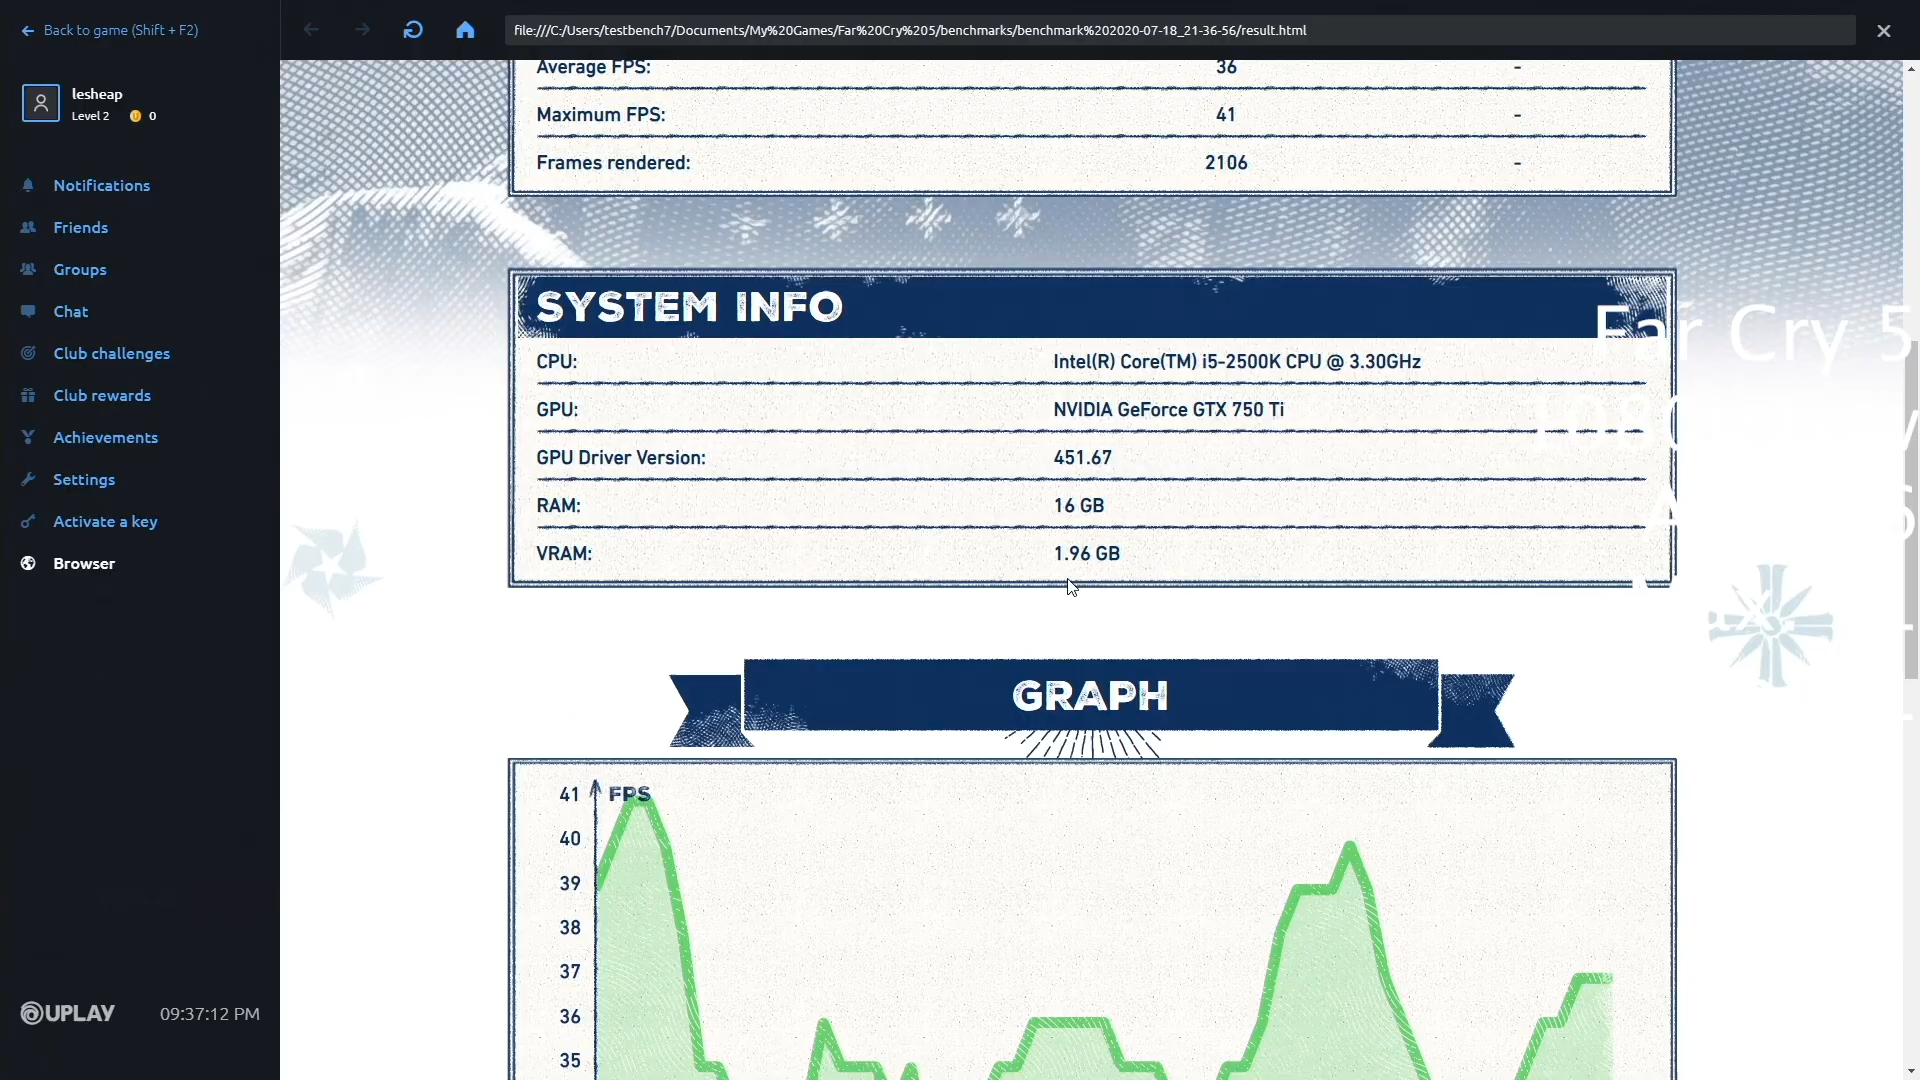 Back to game (Shift + F2)
file:///C:/Users/testbench7/Documents/My%20Games/Far%20Cry%205/benchmarks/benchmark%202020-07-18_21-36-56/result.html
lesheap
Level 2 0
Notifications
Friends
Groups
Chat
Club challenges
Club rewards
Achievements
Settings
Activate a key
Browser
UPLAY 09:37:12 PM
Average FPS: 36 -
Maximum FPS: 41 -
Frames rendered: 2106 -
SYSTEM INFO
CPU: Intel(R) Core(TM) i5-2500K CPU @ 3.30GHz
GPU: NVIDIA GeForce GTX 750 Ti
GPU Driver Version: 451.67
RAM: 16 GB
VRAM: 1.96 GB
Far Cry 5
GRAPH
41 FPS
40
39
38
37
36
35